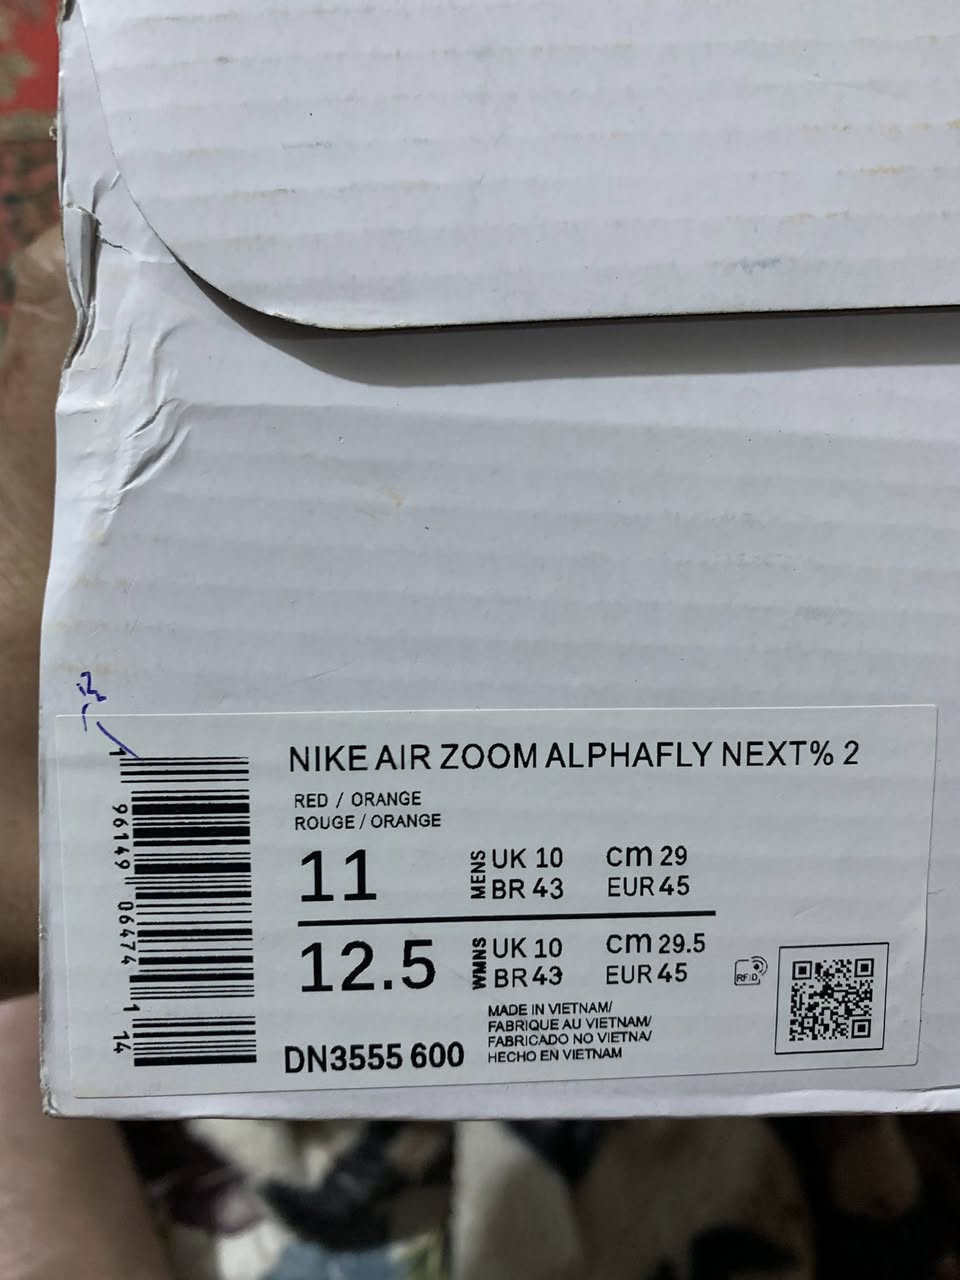 NIKE AIR ZOOM ALPHAFLY NEXT% 2
RED / ORANGE
ROUGE / ORANGE
11 MENS UK 10 cm 29
BR 43 EUR 45
12.5 WMNS UK 10 cm 29.5
BR 43 EUR 45
RFID
MADE IN VIETNAM/
FABRIQUE AU VIETNAM/
FABRICADO NO VIETNA/
HECHO EN VIETNAM
DN3555 600
1 96149 06474 1 14